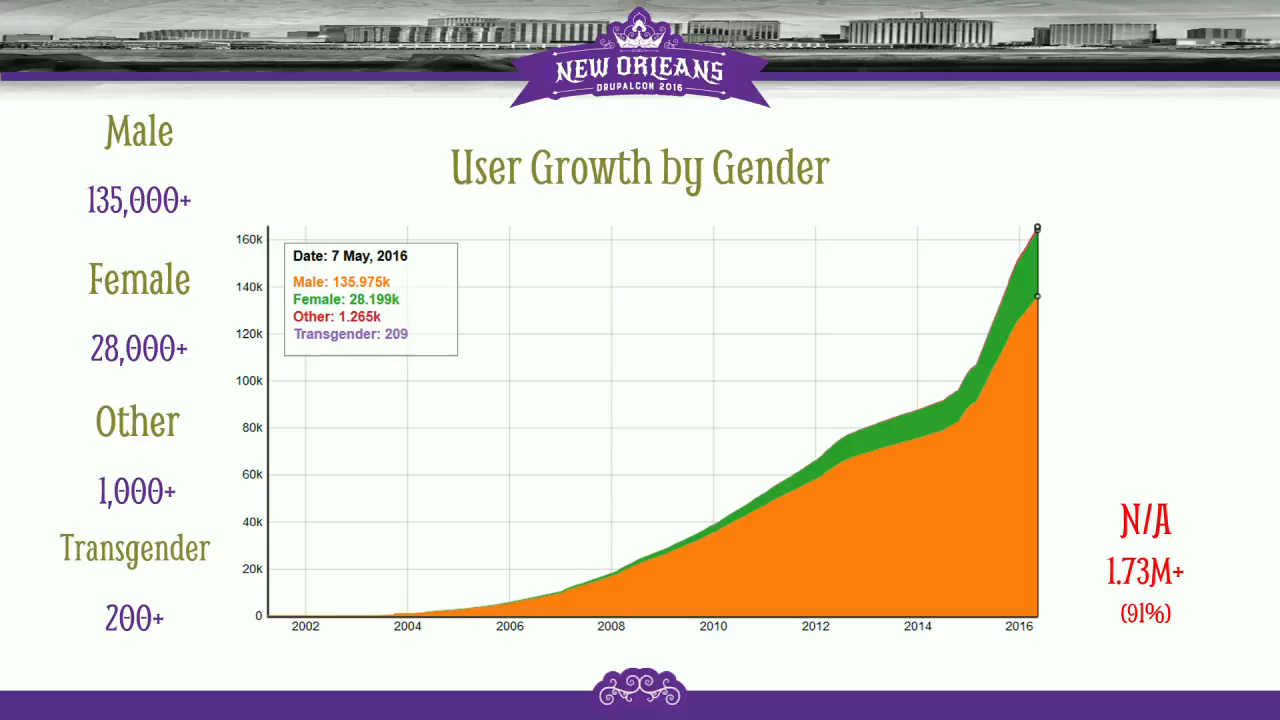 NEW ORLEANS
DRUPALCON 2016
Male
135,000+
Female
28,000+
Other
1,000+
Transgender
200+
User Growth by Gender
160k
140k
120k
100k
80k
60k
40k
20k
0
Date: 7 May, 2016
Male: 135.975k
Female: 28.199k
Other: 1.265k
Transgender: 209
2002 2004 2006 2008 2010 2012 2014 2016
N/A
1.73M+
(91%)